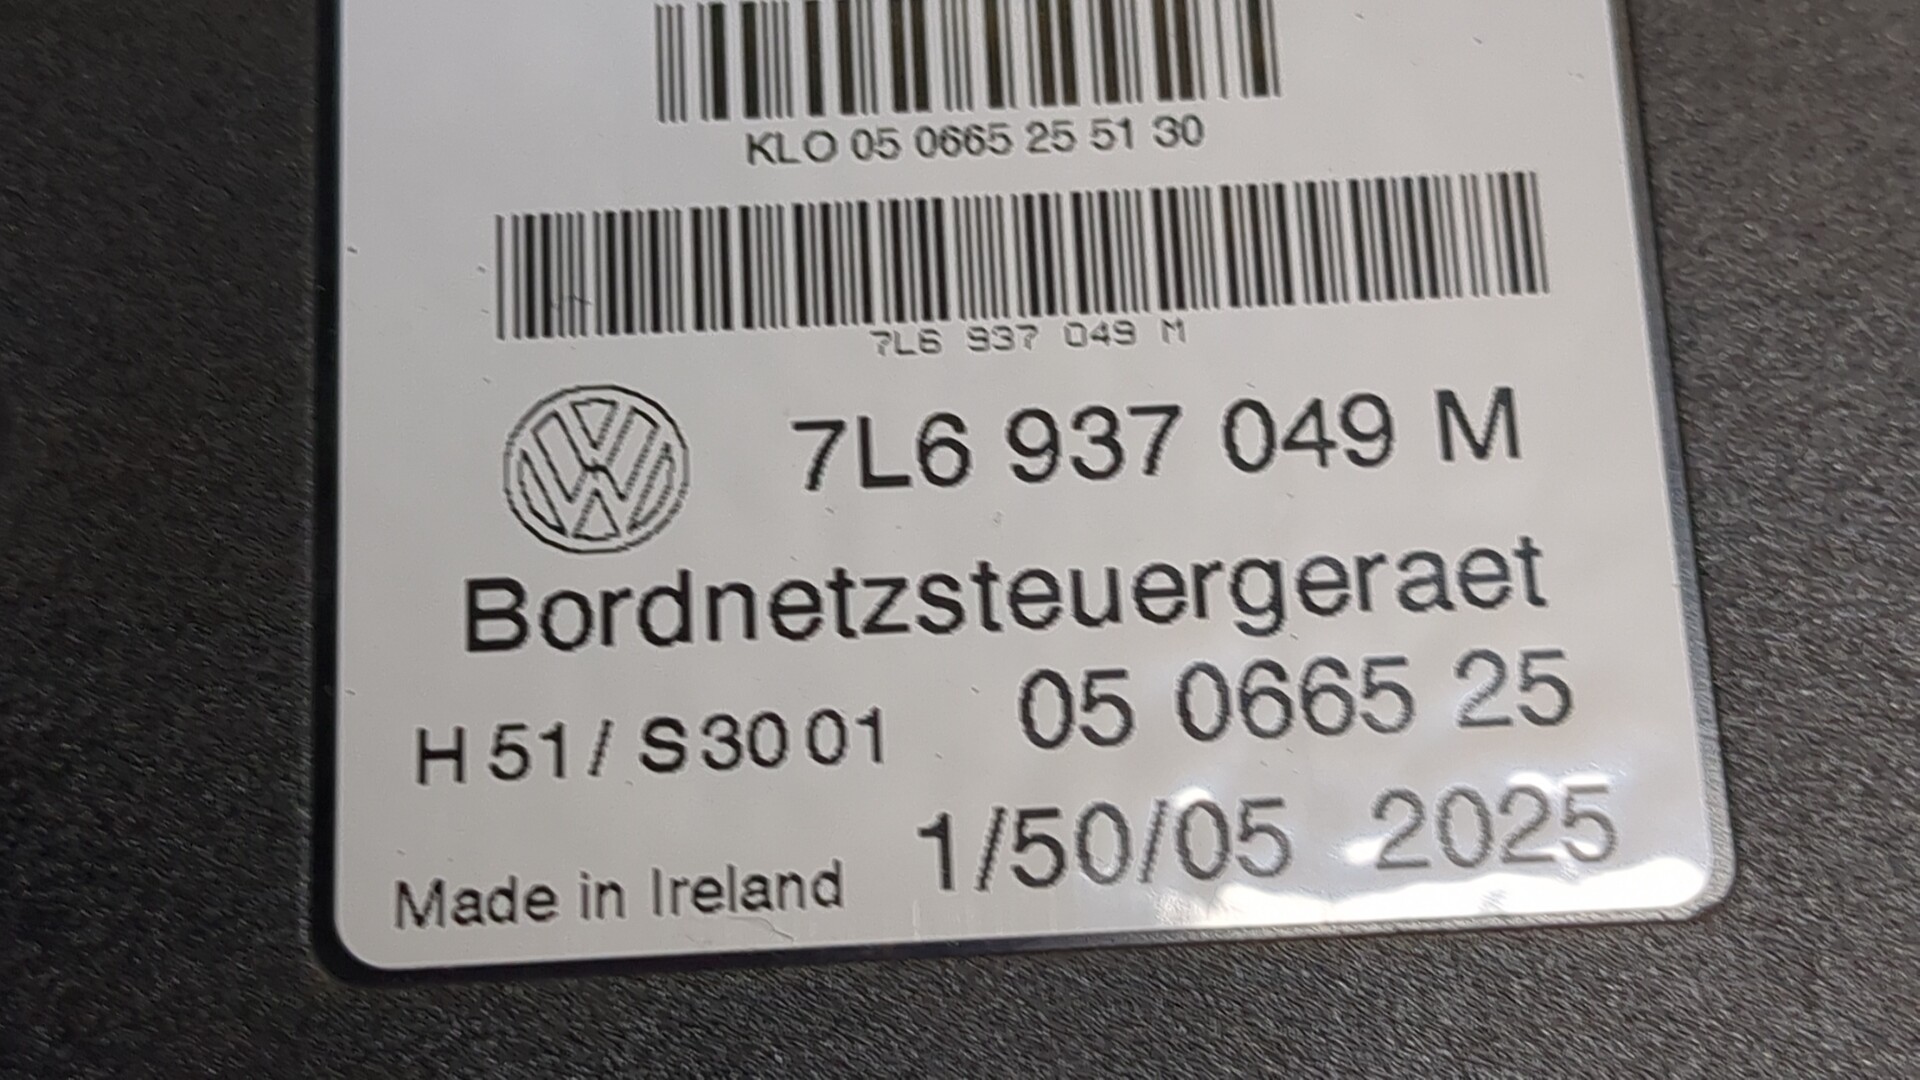 KLO 05 0665 25 51 30
7L6 937 049 M
7L6 937 049 M
Bordnetzsteuergeraet
H 51 / S 30 01 05 0665 25
Made in Ireland 1/50/05 2025